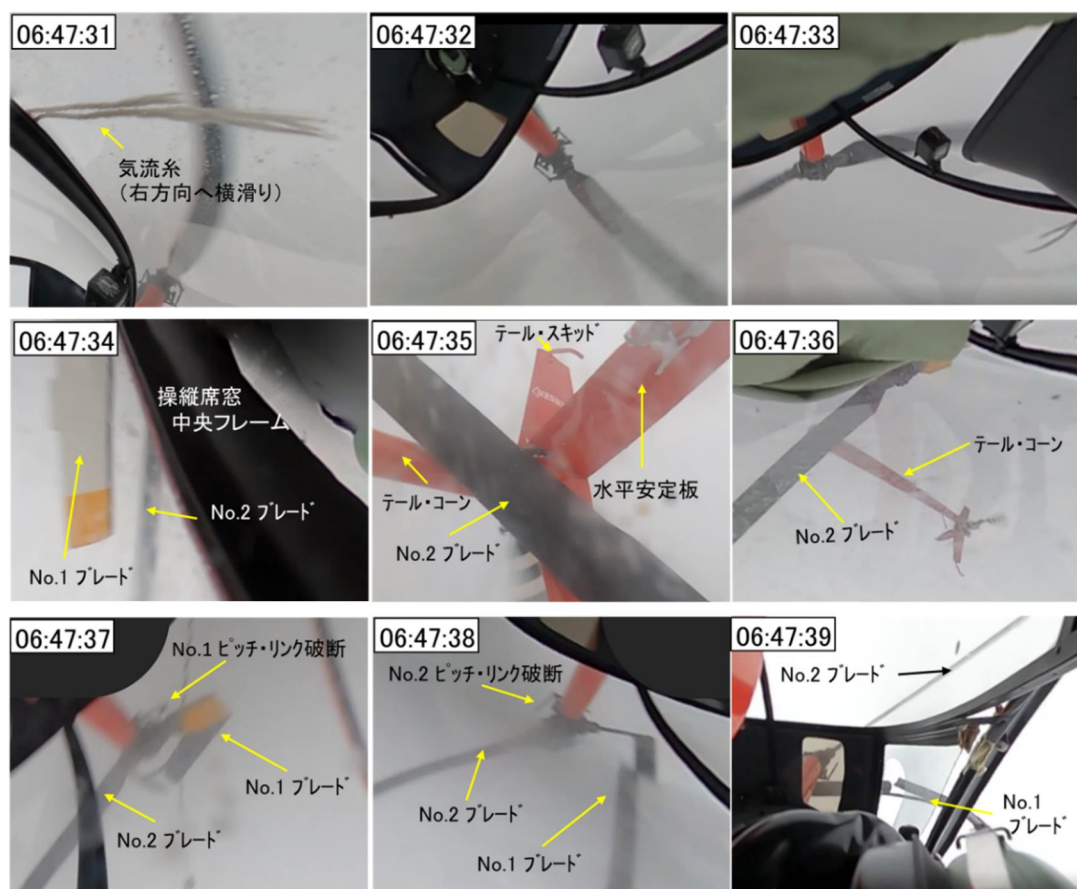 06:47:31
気流糸
（右方向へ横滑り）
06:47:32
06:47:33
06:47:34
操縦席窓
中央フレーム
No.2 ブレード
No.1 ブレード
06:47:35
テール・スキッド
テール・コーン
水平安定板
No.2 ブレード
06:47:36
テール・コーン
No.2 ブレード
06:47:37
No.1 ピッチ・リンク破断
No.1 ブレード
No.2 ブレード
06:47:38
No.2 ピッチ・リンク破断
No.2 ブレード
No.1 ブレード
06:47:39
No.2 ブレード
No.1
ブレード